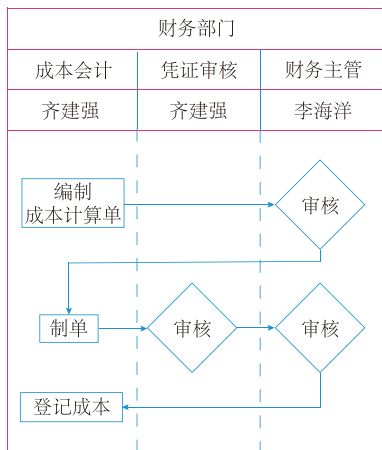 财务部门
成本会计 凭证审核 财务主管
齐建强 齐建强 李海洋
编制
成本计算单
审核
制单
审核
审核
登记成本